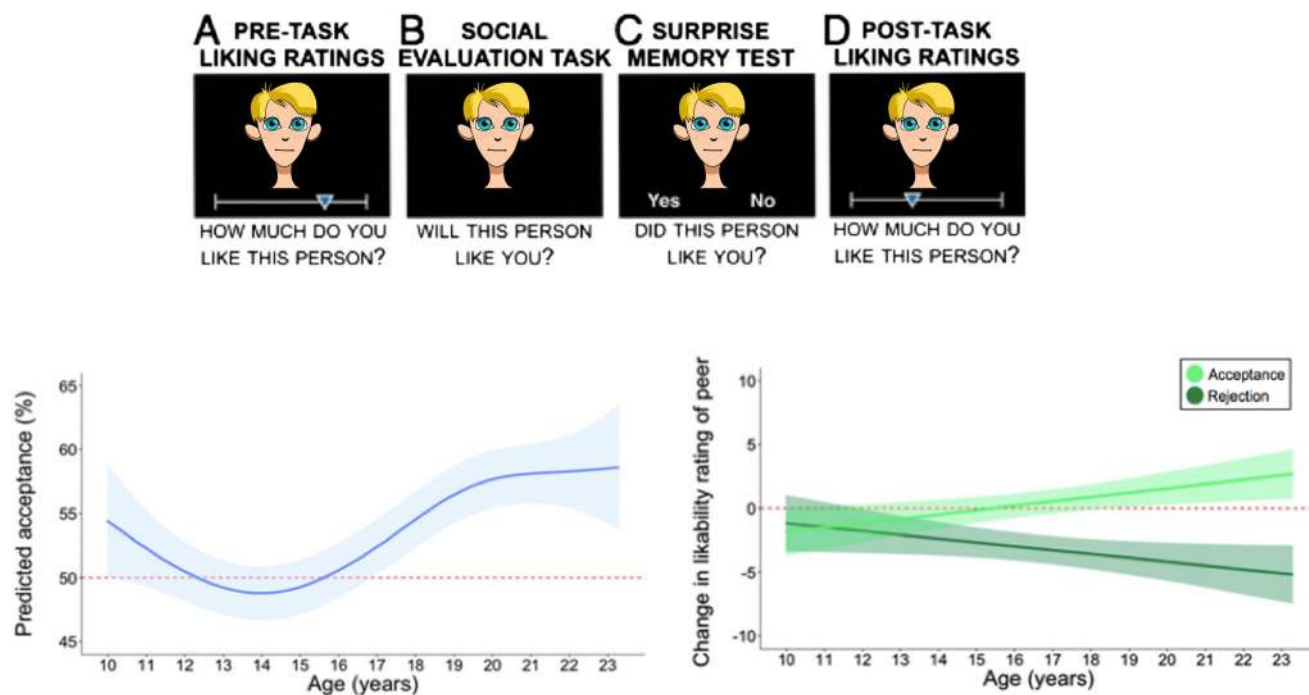 A PRE-TASK
LIKING RATINGS
HOW MUCH DO YOU
LIKE THIS PERSON?
B SOCIAL
EVALUATION TASK
WILL THIS PERSON
LIKE YOU?
C SURPRISE
MEMORY TEST
Yes No
DID THIS PERSON
LIKE YOU?
D POST-TASK
LIKING RATINGS
HOW MUCH DO YOU
LIKE THIS PERSON?
Predicted acceptance (%)
65
60
55
50
45
10 11 12 13 14 15 16 17 18 19 20 21 22 23
Age (years)
Change in likability rating of peer
10
5
0
-5
-10
10 11 12 13 14 15 16 17 18 19 20 21 22 23
Age (years)
Acceptance
Rejection